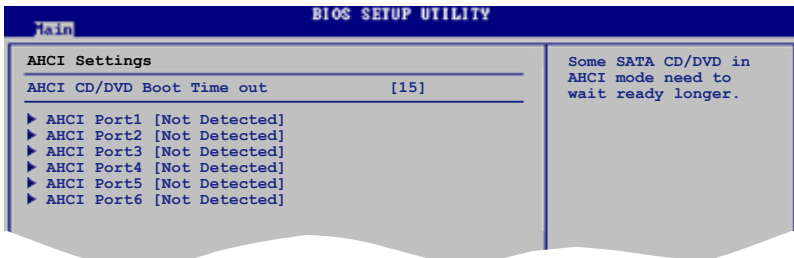 BIOS SETUP UTILITY
Main
AHCI Settings
AHCI CD/DVD Boot Time out [15]
AHCI Port1 [Not Detected]
AHCI Port2 [Not Detected]
AHCI Port3 [Not Detected]
AHCI Port4 [Not Detected]
AHCI Port5 [Not Detected]
AHCI Port6 [Not Detected]
Some SATA CD/DVD in
AHCI mode need to
wait ready longer.